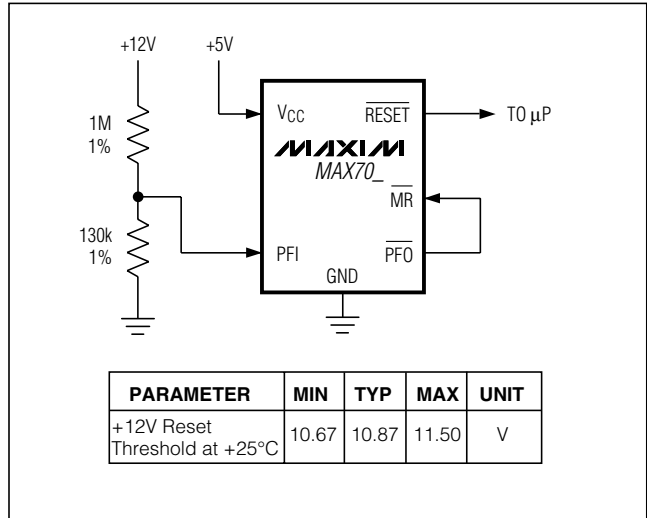 +12V
+5V
1M
1%
130k
1%
VCC
RESET
TO μP
MAXIM
MAX70_
MR
PFI
PFO
GND
PARAMETER MIN TYP MAX UNIT
+12V Reset
Threshold at +25°C 10.67 10.87 11.50 V